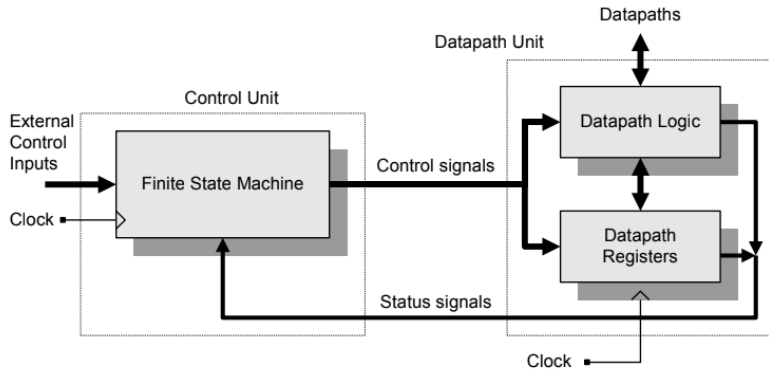 Datapaths
Datapath Unit
Control Unit
External
Control
Inputs
Finite State Machine
Clock
Control signals
Datapath Logic
Datapath
Registers
Status signals
Clock